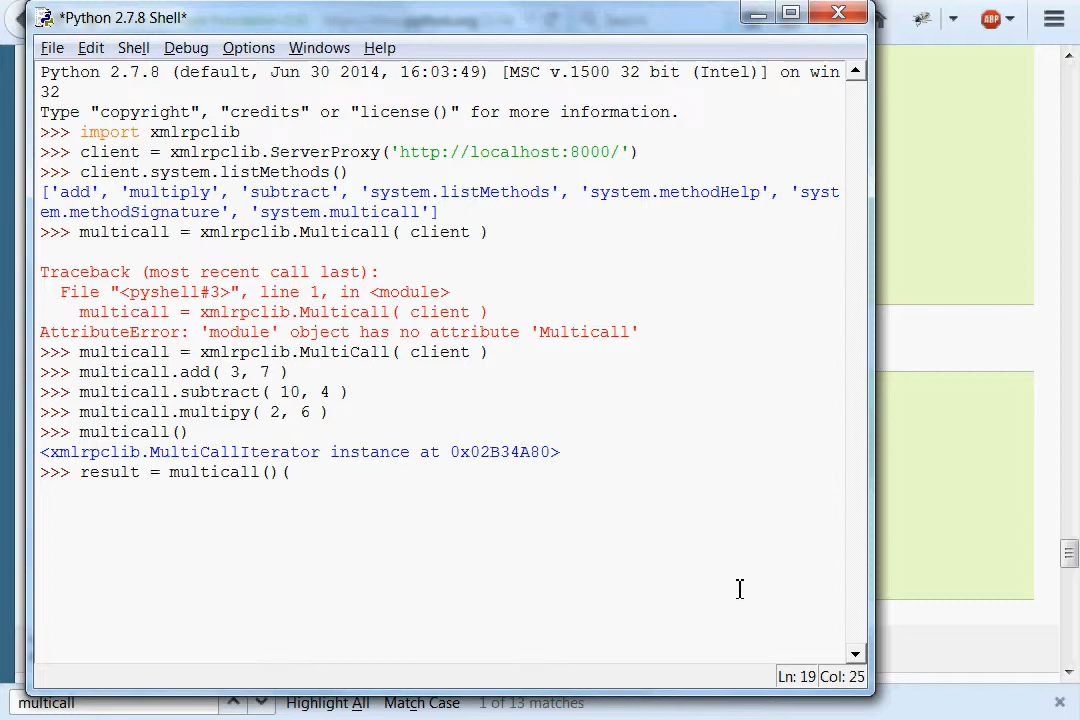 *Python 2.7.8 Shell*
File Edit Shell Debug Options Windows Help
Python 2.7.8 (default, Jun 30 2014, 16:03:49) [MSC v.1500 32 bit (Intel)] on win
32
Type "copyright", "credits" or "license()" for more information.
>>> import xmlrpclib
>>> client = xmlrpclib.ServerProxy('http://localhost:8000/')
>>> client.system.listMethods()
['add', 'multiply', 'subtract', 'system.listMethods', 'system.methodHelp', 'syst
em.methodSignature', 'system.multicall']
>>> multicall = xmlrpclib.Multicall( client )
Traceback (most recent call last):
File "<pyshell#3>", line 1, in <module>
multicall = xmlrpclib.Multicall( client )
AttributeError: 'module' object has no attribute 'Multicall'
>>> multicall = xmlrpclib.MultiCall( client )
>>> multicall.add( 3, 7 )
>>> multicall.subtract( 10, 4 )
>>> multicall.multipy( 2, 6 )
>>> multicall()
<xmlrpclib.MultiCallIterator instance at 0x02B34A80>
>>> result = multicall()(
Ln: 19 Col: 25
multicall Highlight All Match Case 1 of 13 matches
ABP